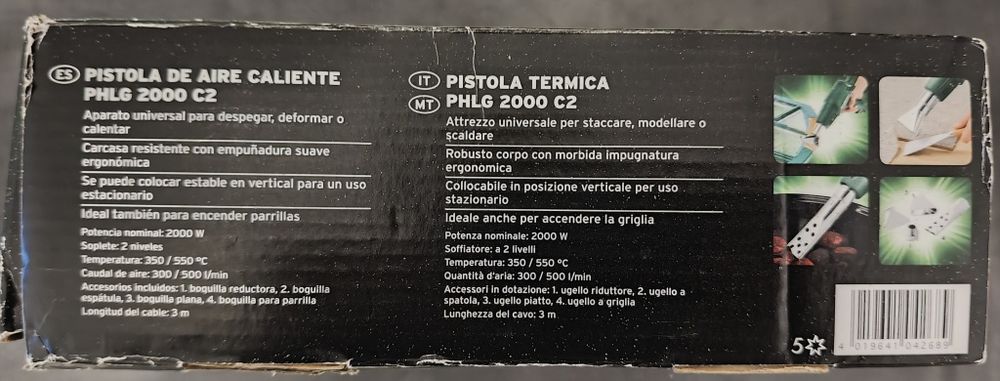 ES PISTOLA DE AIRE CALIENTE
PHLG 2000 C2
Aparato universal para despegar, deformar o
calentar
Carcasa resistente con empuñadura suave
ergonómica
Se puede colocar estable en vertical para un uso
estacionario
Ideal también para encender parrillas
Potencia nominal: 2000 W
Soplete: 2 niveles
Temperatura: 350 / 550 ºC
Caudal de aire: 300 / 500 l/min
Accesorios incluidos: 1. boquilla reductora, 2. boquilla
espátula, 3. boquilla plana, 4. boquilla para parrilla
Longitud del cable: 3 m
IT PISTOLA TERMICA
MT PHLG 2000 C2
Attrezzo universale per staccare, modellare o
scaldare
Robusto corpo con morbida impugnatura
ergonomica
Collocabile in posizione verticale per uso
stazionario
Ideale anche per accendere la griglia
Potenza nominale: 2000 W
Soffiatore: a 2 livelli
Temperatura: 350 / 550 ºC
Quantità d'aria: 300 / 500 l/min
Accessori in dotazione: 1. ugello riduttore, 2. ugello a
spatola, 3. ugello piatto, 4. ugello a griglia
Lunghezza del cavo: 3 m
5
4 019641 042689